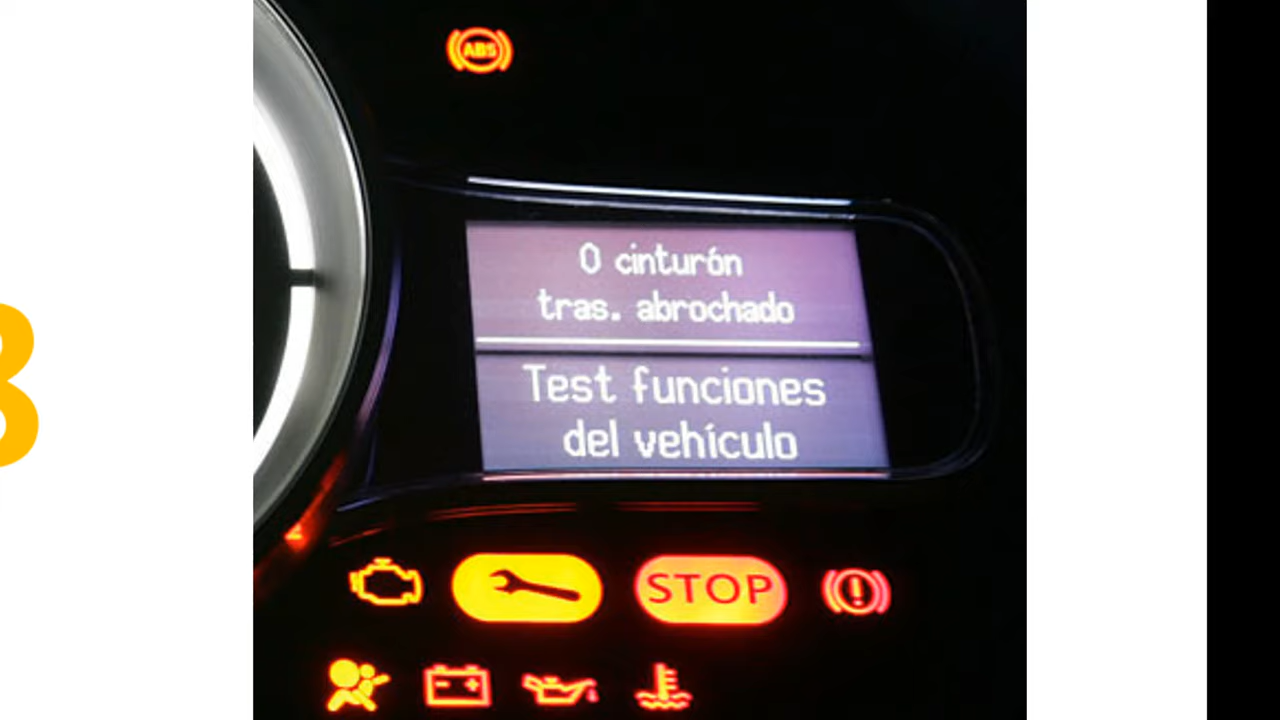 ABS
0 cinturón
tras. abrochado
Test funciones
del vehículo
STOP